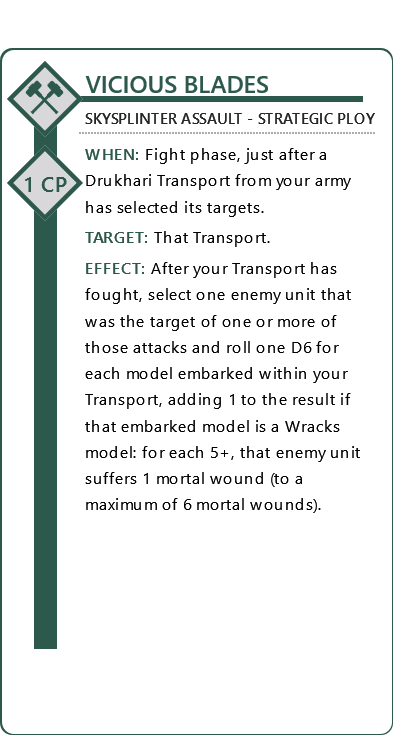 VICIOUS BLADES
SKYSPLINTER ASSAULT - STRATEGIC PLOY
1 CP
WHEN: Fight phase, just after a
Drukhari Transport from your army
has selected its targets.
TARGET: That Transport.
EFFECT: After your Transport has
fought, select one enemy unit that
was the target of one or more of
those attacks and roll one D6 for
each model embarked within your
Transport, adding 1 to the result if
that embarked model is a Wracks
model: for each 5+, that enemy unit
suffers 1 mortal wound (to a
maximum of 6 mortal wounds).